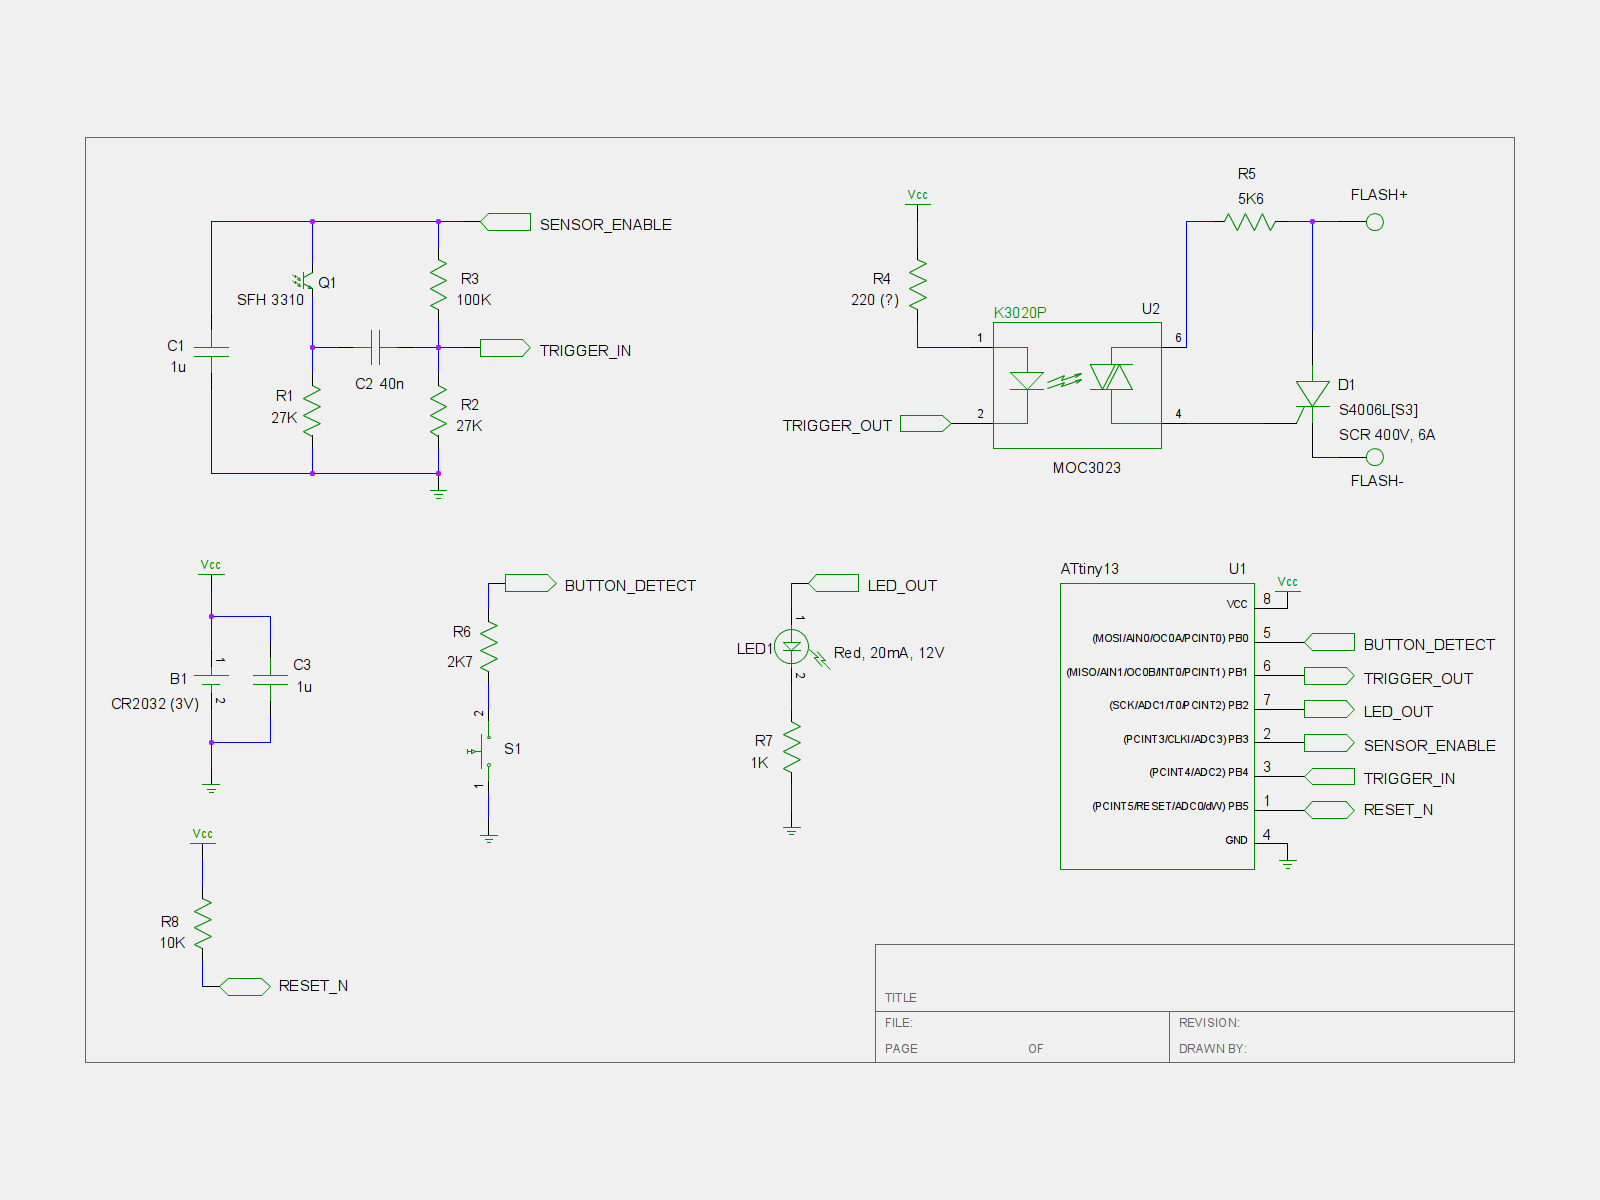 SENSOR_ENABLE
Q1
SFH 3310
R3
100K
C1
1u
TRIGGER_IN
C2 40n
R1
27K
R2
27K
Vcc
R4
220 (?)
R5
5K6
FLASH+
K3020P
U2
1
6
2
4
TRIGGER_OUT
MOC3023
D1
S4006L[S3]
SCR 400V, 6A
FLASH-
Vcc
1
B1
2
CR2032 (3V)
C3
1u
BUTTON_DETECT
R6
2K7
2
S1
1
LED_OUT
1
LED1
Red, 20mA, 12V
2
R7
1K
ATtiny13
U1
Vcc
VCC 8
(MOSI/AIN0/OC0A/PCINT0) PB0 5 BUTTON_DETECT
(MISO/AIN1/OC0B/INT0/PCINT1) PB1 6 TRIGGER_OUT
(SCK/ADC1/T0/PCINT2) PB2 7 LED_OUT
(PCINT3/CLKI/ADC3) PB3 2 SENSOR_ENABLE
(PCINT4/ADC2) PB4 3 TRIGGER_IN
(PCINT5/RESET/ADC0/dW) PB5 1 RESET_N
GND 4
Vcc
R8
10K
RESET_N
TITLE
FILE:
REVISION:
PAGE OF
DRAWN BY: